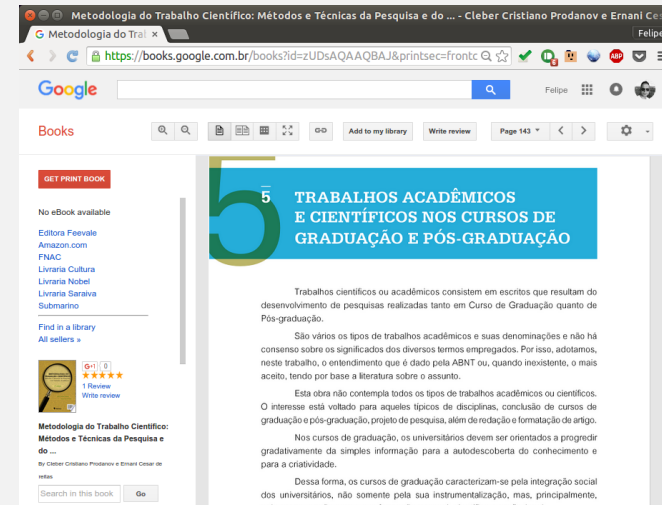 Metodologia do Trabalho Científico: Métodos e Técnicas da Pesquisa e do ... - Cleber Cristiano Prodanov e Ernani Ces
Metodologia do Tra
Felipe
https://books.google.com.br/books?id=zUDsAQAAQBAJ&printsec=frontc
ABP
Google
Felipe
Books
Add to my library
Write review
Page 143
GET PRINT BOOK
No eBook available
Editora Feevale
Amazon.com
FNAC
Livraria Cultura
Livraria Nobel
Livraria Saraiva
Submarino
Find in a library
All sellers »
G+1 0
1 Review
Write review
Metodologia do Trabalho Científico:
Métodos e Técnicas da Pesquisa e
do ...
By Cleber Cristiano Prodanov e Ernani Cesar de
reitas
Search in this book Go
5
5 TRABALHOS ACADÊMICOS
E CIENTÍFICOS NOS CURSOS DE
GRADUAÇÃO E PÓS-GRADUAÇÃO
Trabalhos científicos ou acadêmicos consistem em escritos que resultam do
desenvolvimento de pesquisas realizadas tanto em Curso de Graduação quanto de
Pós-graduação.
São vários os tipos de trabalhos acadêmicos e suas denominações e não há
consenso sobre os significados dos diversos termos empregados. Por isso, adotamos,
neste trabalho, o entendimento que é dado pela ABNT ou, quando inexistente, o mais
aceito, tendo por base a literatura sobre o assunto.
Esta obra não contempla todos os tipos de trabalhos acadêmicos ou científicos.
O interesse está voltado para aqueles típicos de disciplinas, conclusão de cursos de
graduação e pós-graduação, projeto de pesquisa, além de redação e formatação de artigo.
Nos cursos de graduação, os universitários devem ser orientados a progredir
gradativamente da simples informação para a autodescoberta do conhecimento e
para a criatividade.
Dessa forma, os cursos de graduação caracterizam-se pela integração social
dos universitários, não somente pela sua instrumentalização, mas, principalmente,